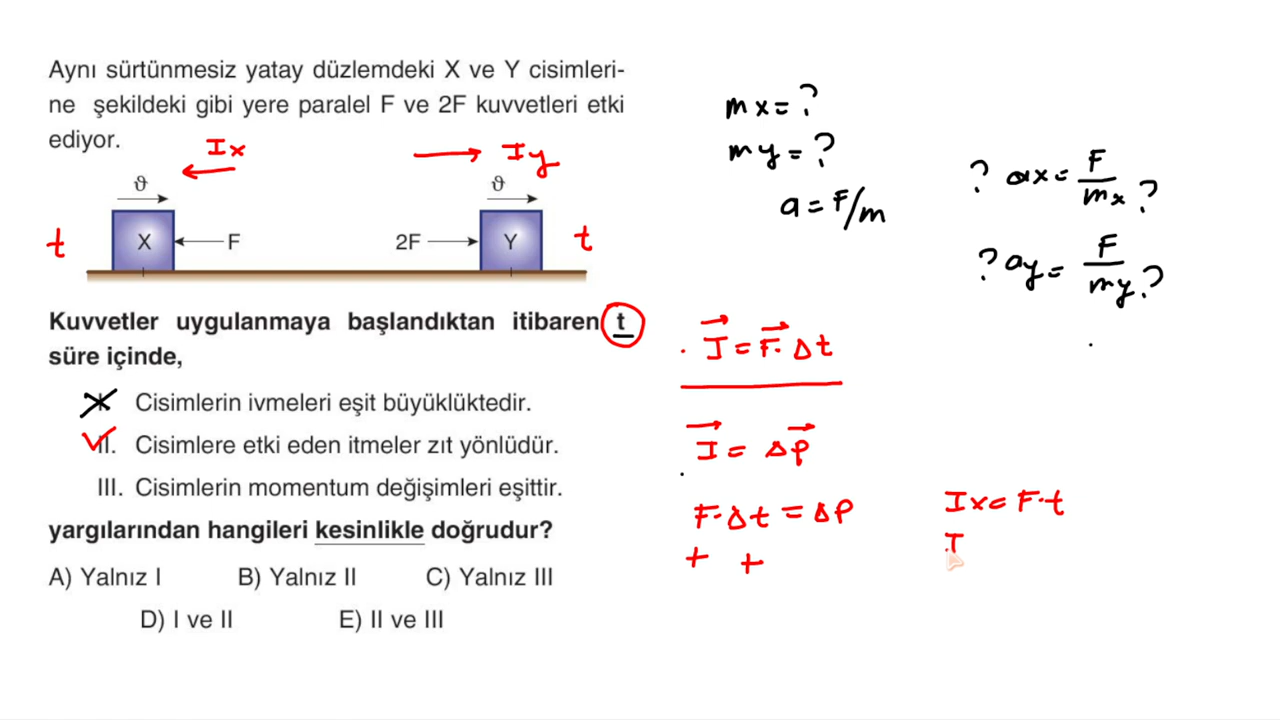 Aynı sürtünmesiz yatay düzlemdeki X ve Y cisimleri-
ne şekildeki gibi yere paralel F ve 2F kuvvetleri etki
ediyor.
Ix
Iy
ϑ
ϑ
t
X
F
2F
Y
t
Kuvvetler uygulanmaya başlandıktan itibaren t
süre içinde,
I. Cisimlerin ivmeleri eşit büyüklüktedir.
II. Cisimlere etki eden itmeler zıt yönlüdür.
III. Cisimlerin momentum değişimleri eşittir.
yargılarından hangileri kesinlikle doğrudur?
A) Yalnız I B) Yalnız II C) Yalnız III
D) I ve II E) II ve III
mx=?
my=?
a=F/m
? ax=F/mx?
? ay=F/my?
I=F.Δt
I=Δp
F.Δt=Δp
+ +
Ix=F.t
I